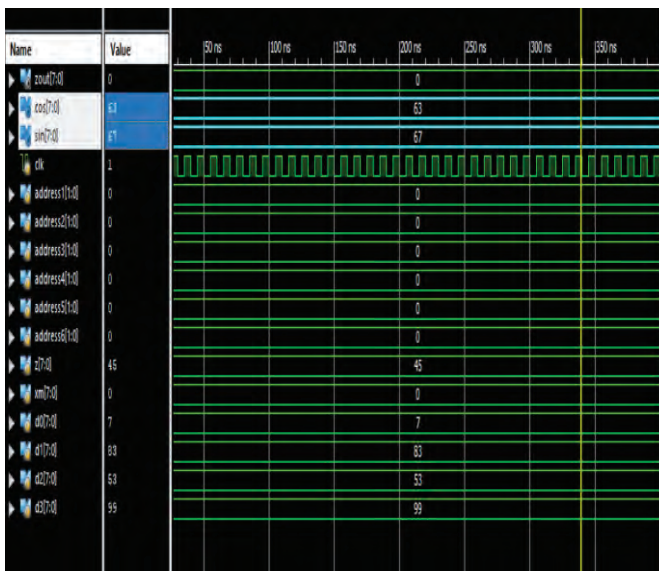 Name Value 50 ns 100 ns 150 ns 200 ns 250 ns 300 ns 350 ns
zout[7:0] 0 0
cos[7:0] 63 63
sin[7:0] 67 67
clk 1
address1[1:0] 0 0
address2[1:0] 0 0
address3[1:0] 0 0
address4[1:0] 0 0
address5[1:0] 0 0
address6[1:0] 0 0
z[7:0] 45 45
xm[7:0] 0 0
d0[7:0] 7 7
d1[7:0] 83 83
d2[7:0] 53 53
d3[7:0] 99 99